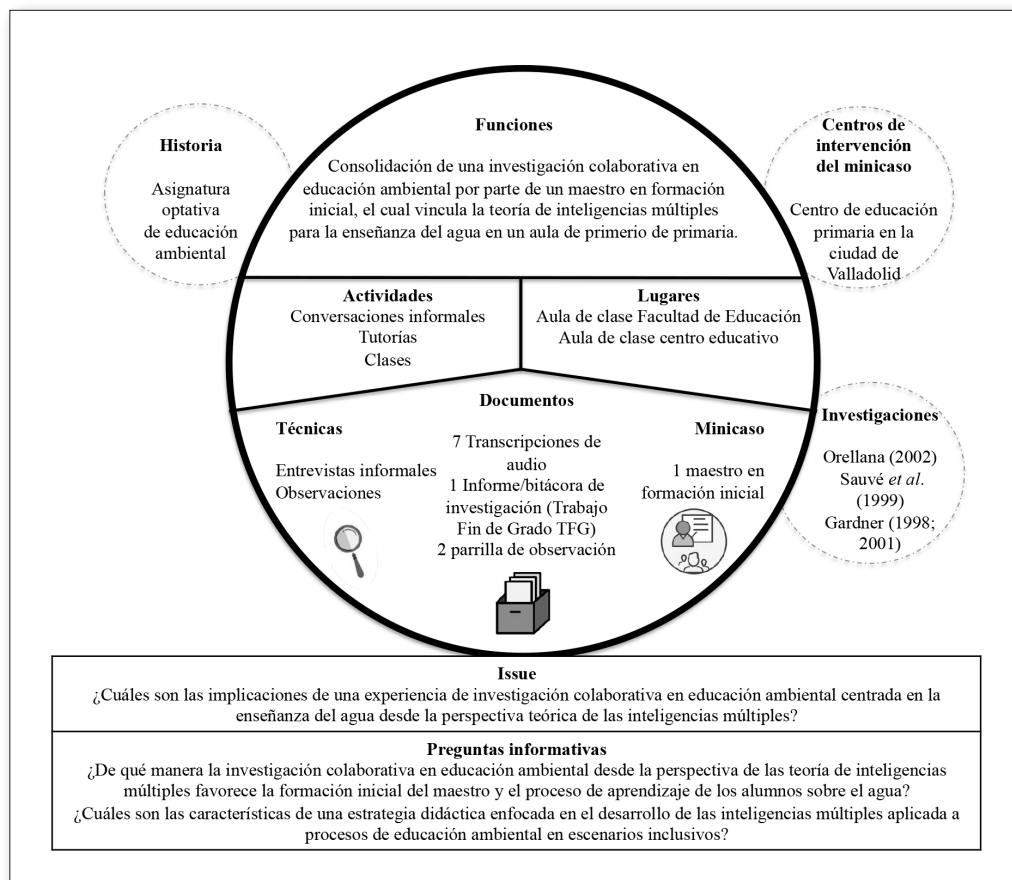 Funciones
Consolidación de una investigación colaborativa en
educación ambiental por parte de un maestro en formación
inicial, el cual vincula la teoría de inteligencias múltiples
para la enseñanza del agua en un aula de primerio de primaria.
Historia
Asignatura
optativa
de educación
ambiental
Centros de
intervención
del minicaso
Centro de educación
primaria en la
ciudad de
Valladolid
Actividades
Conversaciones informales
Tutorías
Clases
Lugares
Aula de clase Facultad de Educación
Aula de clase centro educativo
Técnicas
Entrevistas informales
Observaciones
Documentos
7 Transcripciones de
audio
1 Informe/bitácora de
investigación (Trabajo
Fin de Grado TFG)
2 parrilla de observación
Minicaso
1 maestro en
formación inicial
Investigaciones
Orellana (2002)
Sauvé et al.
(1999)
Gardner (1998;
2001)
Issue
¿Cuáles son las implicaciones de una experiencia de investigación colaborativa en educación ambiental centrada en la
enseñanza del agua desde la perspectiva teórica de las inteligencias múltiples?
Preguntas informativas
¿De qué manera la investigación colaborativa en educación ambiental desde la perspectiva de las teoría de inteligencias
múltiples favorece la formación inicial del maestro y el proceso de aprendizaje de los alumnos sobre el agua?
¿Cuáles son las características de una estrategia didáctica enfocada en el desarrollo de las inteligencias múltiples aplicada a
procesos de educación ambiental en escenarios inclusivos?